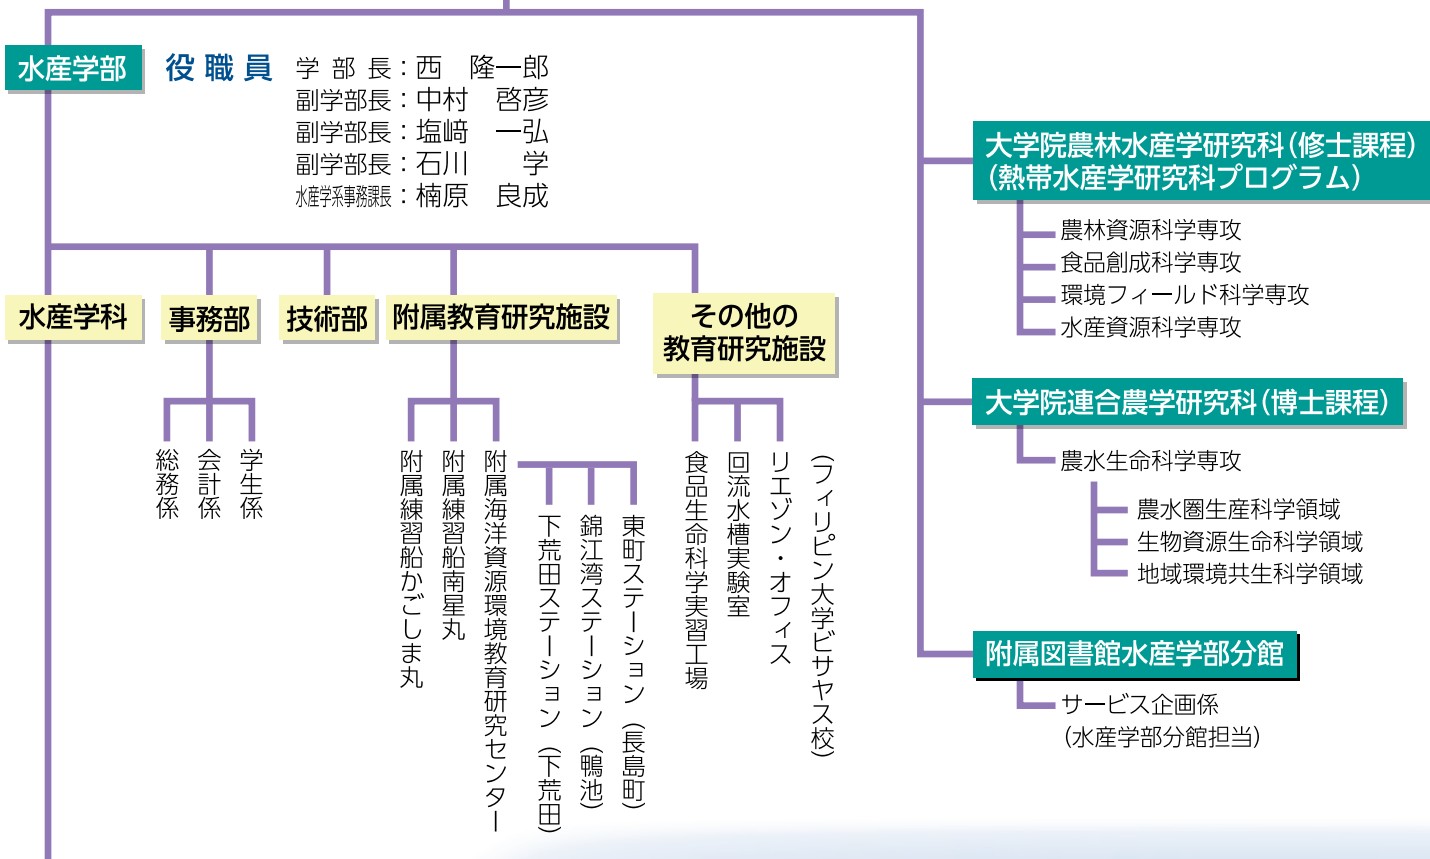 水産学部
役職員
学部長：西　隆一郎
副学部長：中村　啓彦
副学部長：塩﨑　一弘
副学部長：石川　学
水産学系事務課長：楠原　良成
水産学科
事務部
技術部
附属教育研究施設
その他の
教育研究施設
総務係
会計係
学生係
附属練習船かごしま丸
附属練習船南星丸
附属海洋資源環境教育研究センター
下荒田ステーション（下荒田）
錦江湾ステーション（鴨池）
東町ステーション（長島町）
食品生命科学実習工場
回流水槽実験室
リエゾン・オフィス
（フィリピン大学ビサヤス校）
大学院農林水産学研究科（修士課程）
（熱帯水産学研究科プログラム）
農林資源科学専攻
食品創成科学専攻
環境フィールド科学専攻
水産資源科学専攻
大学院連合農学研究科（博士課程）
農水生命科学専攻
農水圏生産科学領域
生物資源生命科学領域
地域環境共生科学領域
附属図書館水産学部分館
サービス企画係
（水産学部分館担当）